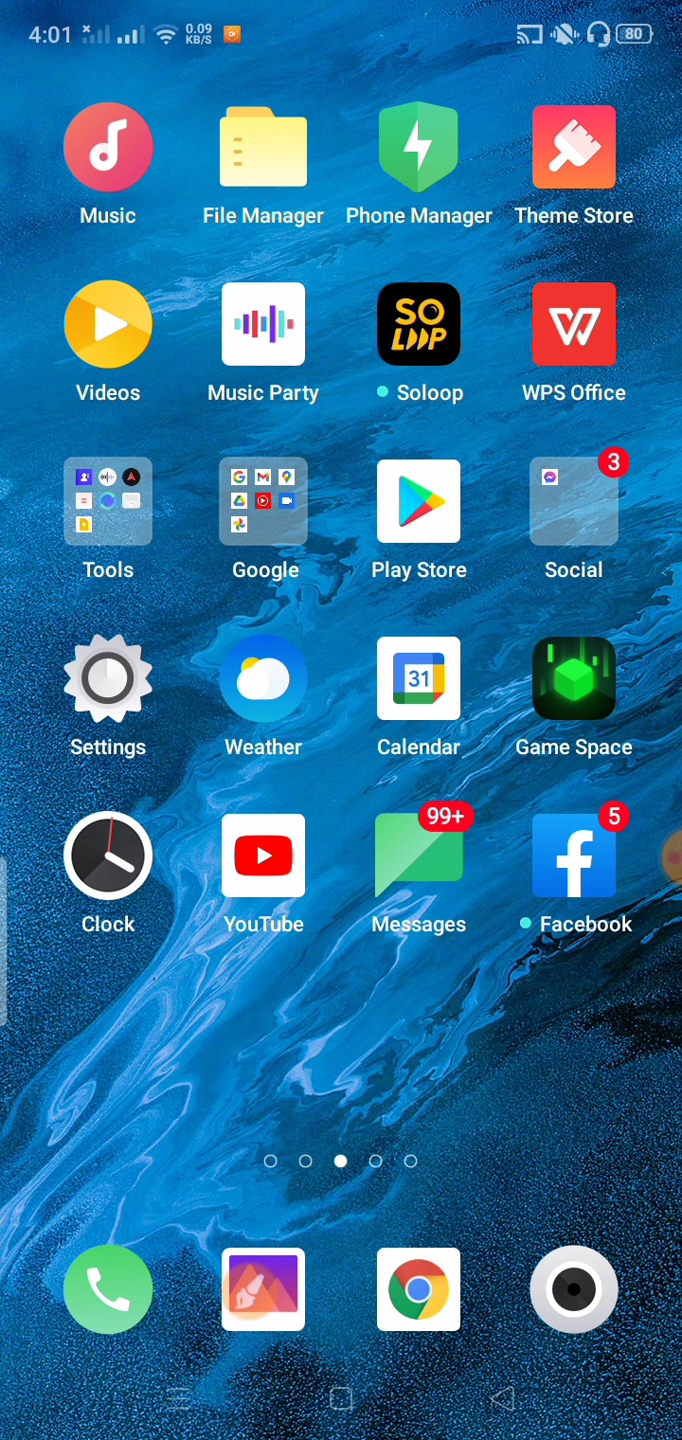 4:01 0.09 KB/S 80
Music File Manager Phone Manager Theme Store
SO LOOP
Videos Music Party Soloop WPS Office
3
Tools Google Play Store Social
31
Settings Weather Calendar Game Space
99+ 5
Clock YouTube Messages Facebook